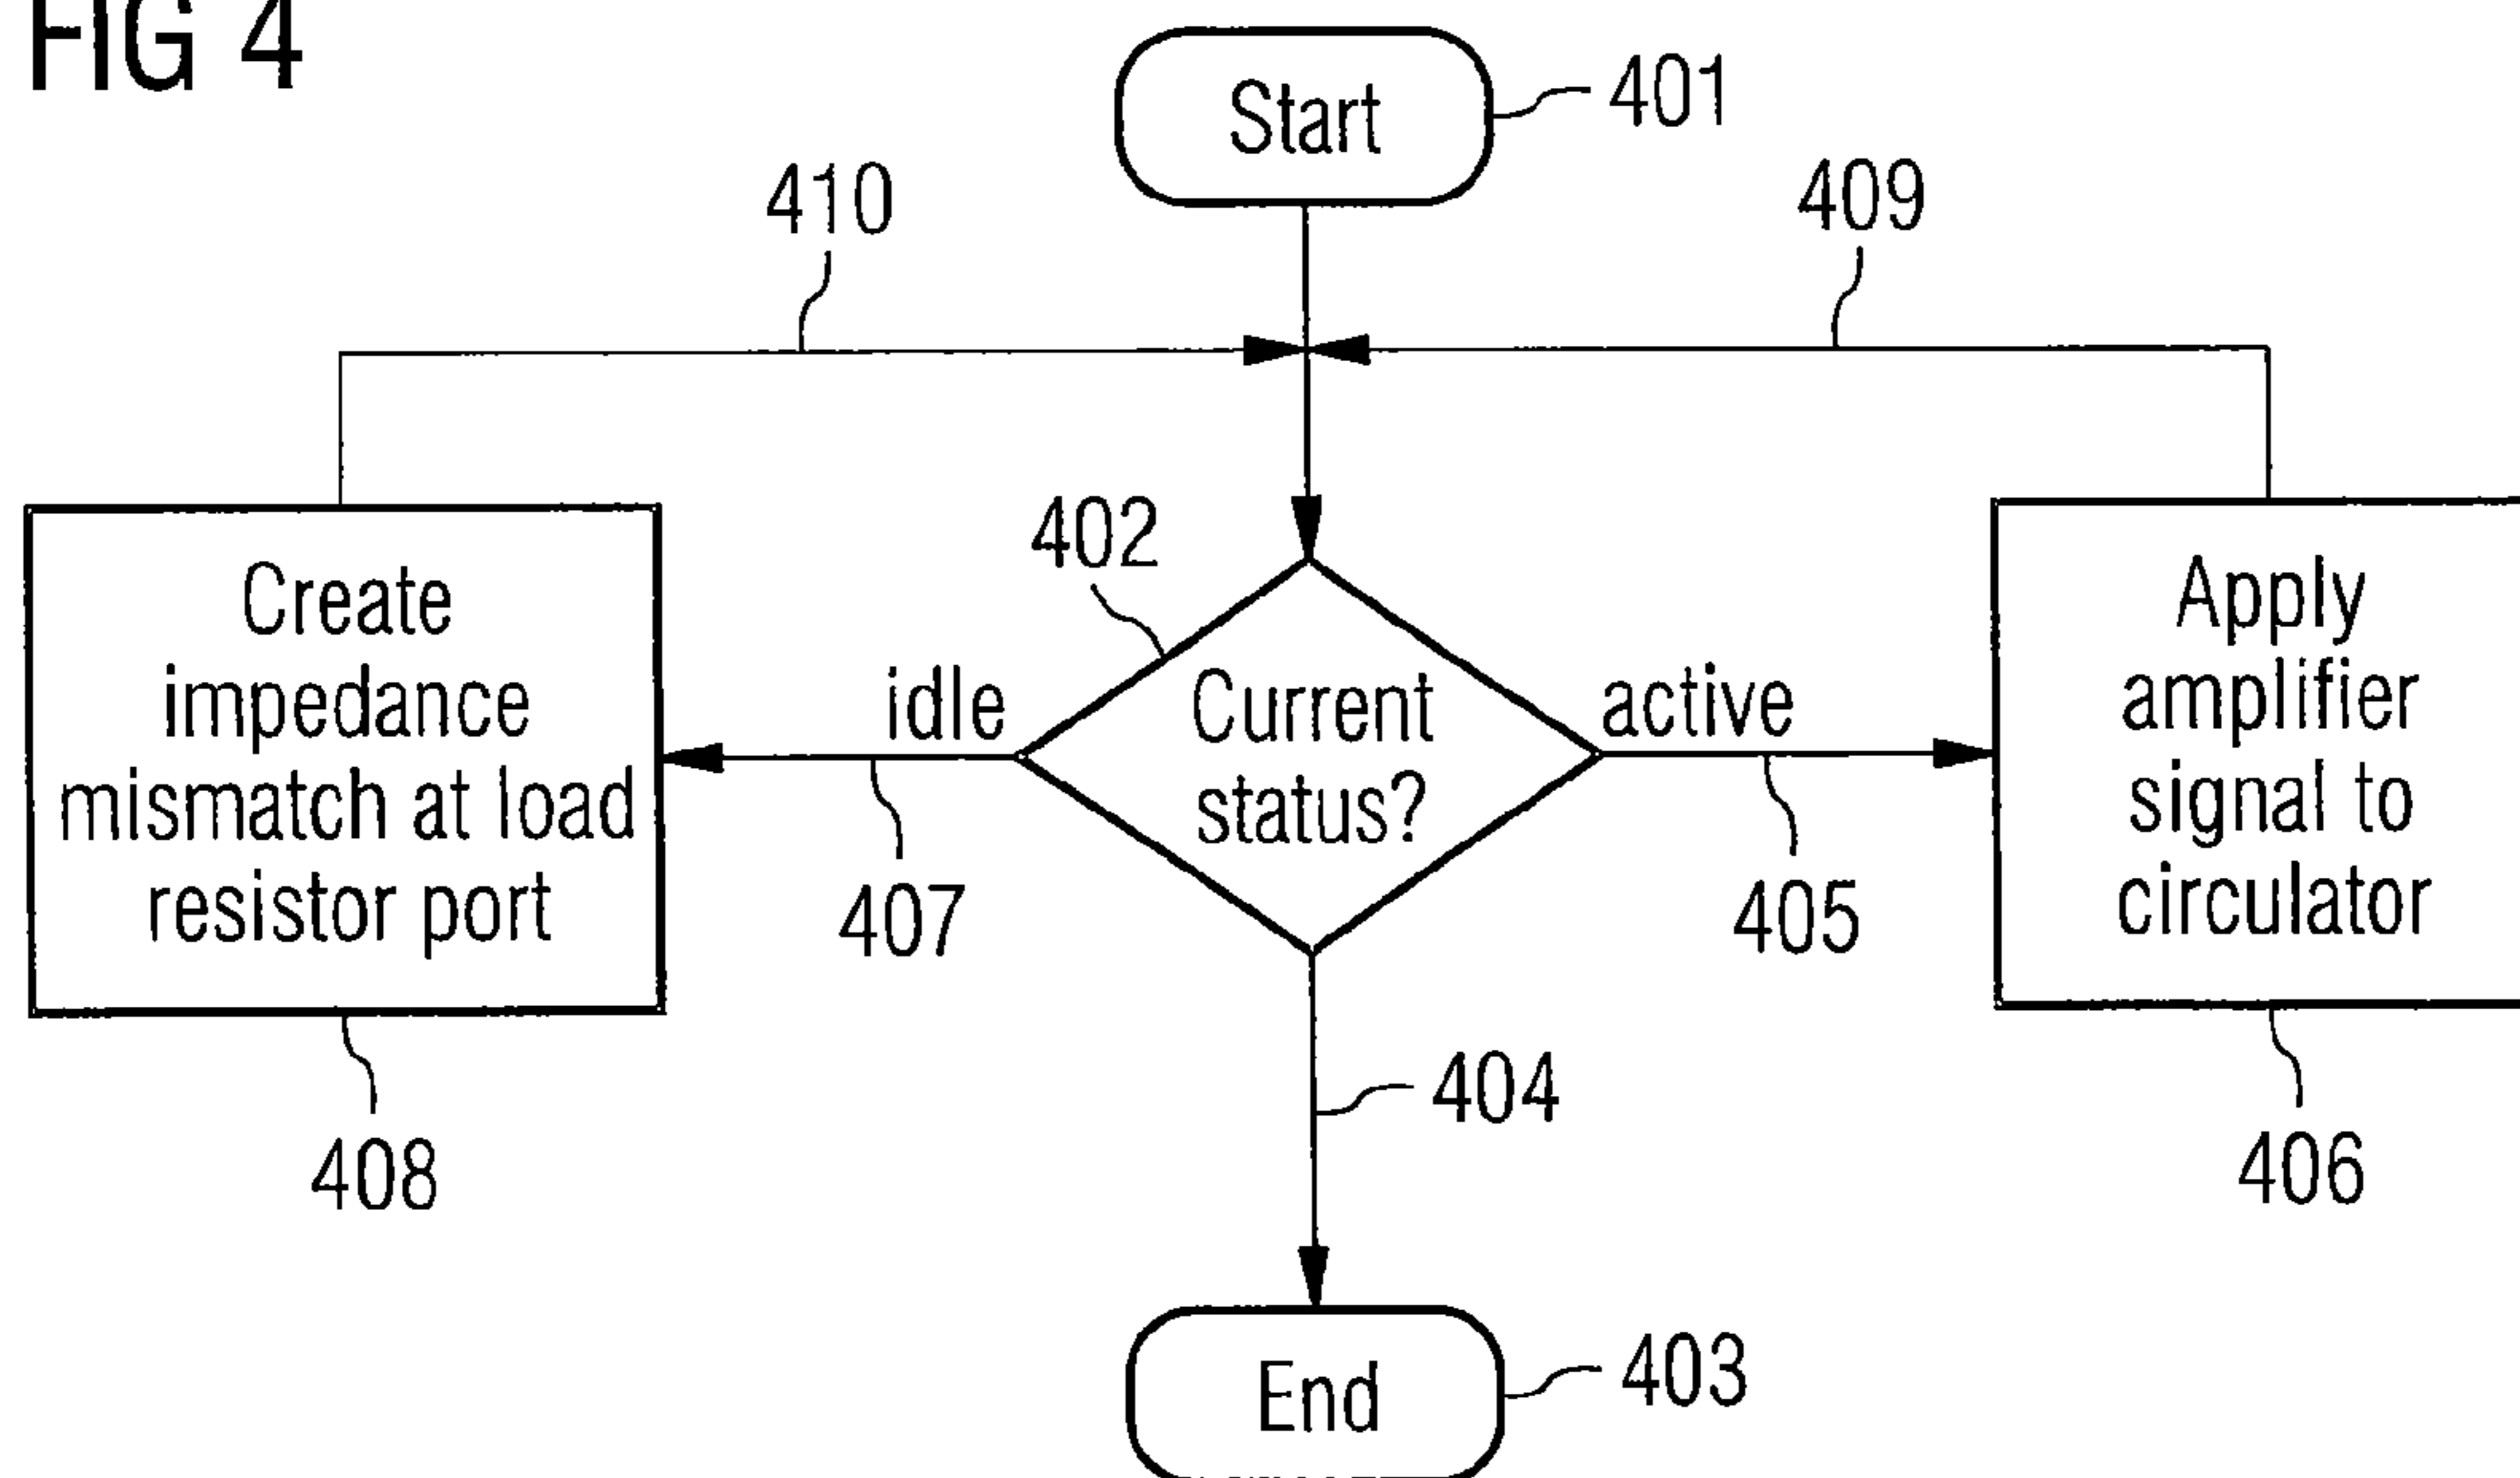 FIG 4
Start
401
410
409
402
Create
impedance
mismatch at load
resistor port
idle
Current
status?
active
Apply
amplifier
signal to
circulator
407
405
404
408
406
End
403